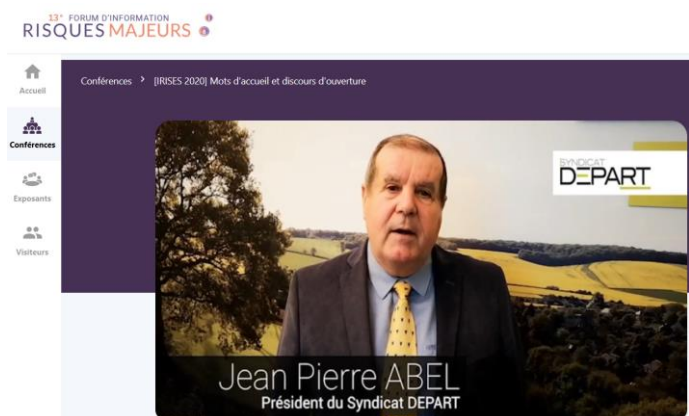 13° FORUM D'INFORMATION
RISQUES MAJEURS
Accueil
Conférences
Exposants
Visiteurs
Conférences > [IRISES 2020] Mots d'accueil et discours d'ouverture
SYNDICAT
DEPART
Jean Pierre ABEL
Président du Syndicat DEPART